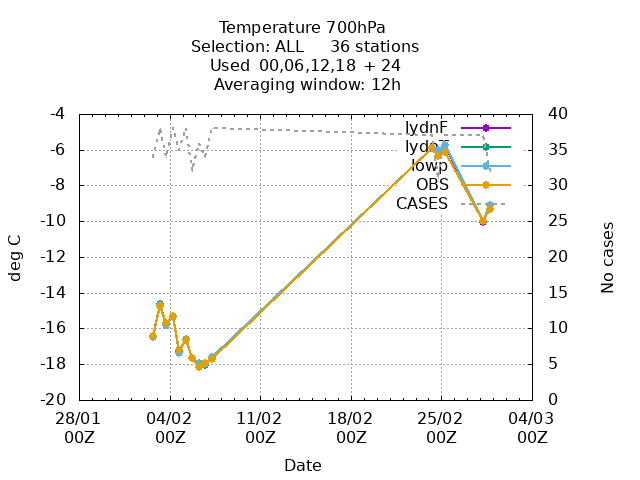 Temperature 700hPa
Selection: ALL 36 stations
Used 00,06,12,18 + 24
Averaging window: 12h
-4 40
lydnF
-6 35
lowp
-8 30
OBS
CASES
-10 25
-12 20
-14 15
-16 10
-18 5
-20 0
deg C
No cases
28/01 04/02 11/02 18/02 25/02 04/03
00Z 00Z 00Z 00Z 00Z 00Z
Date